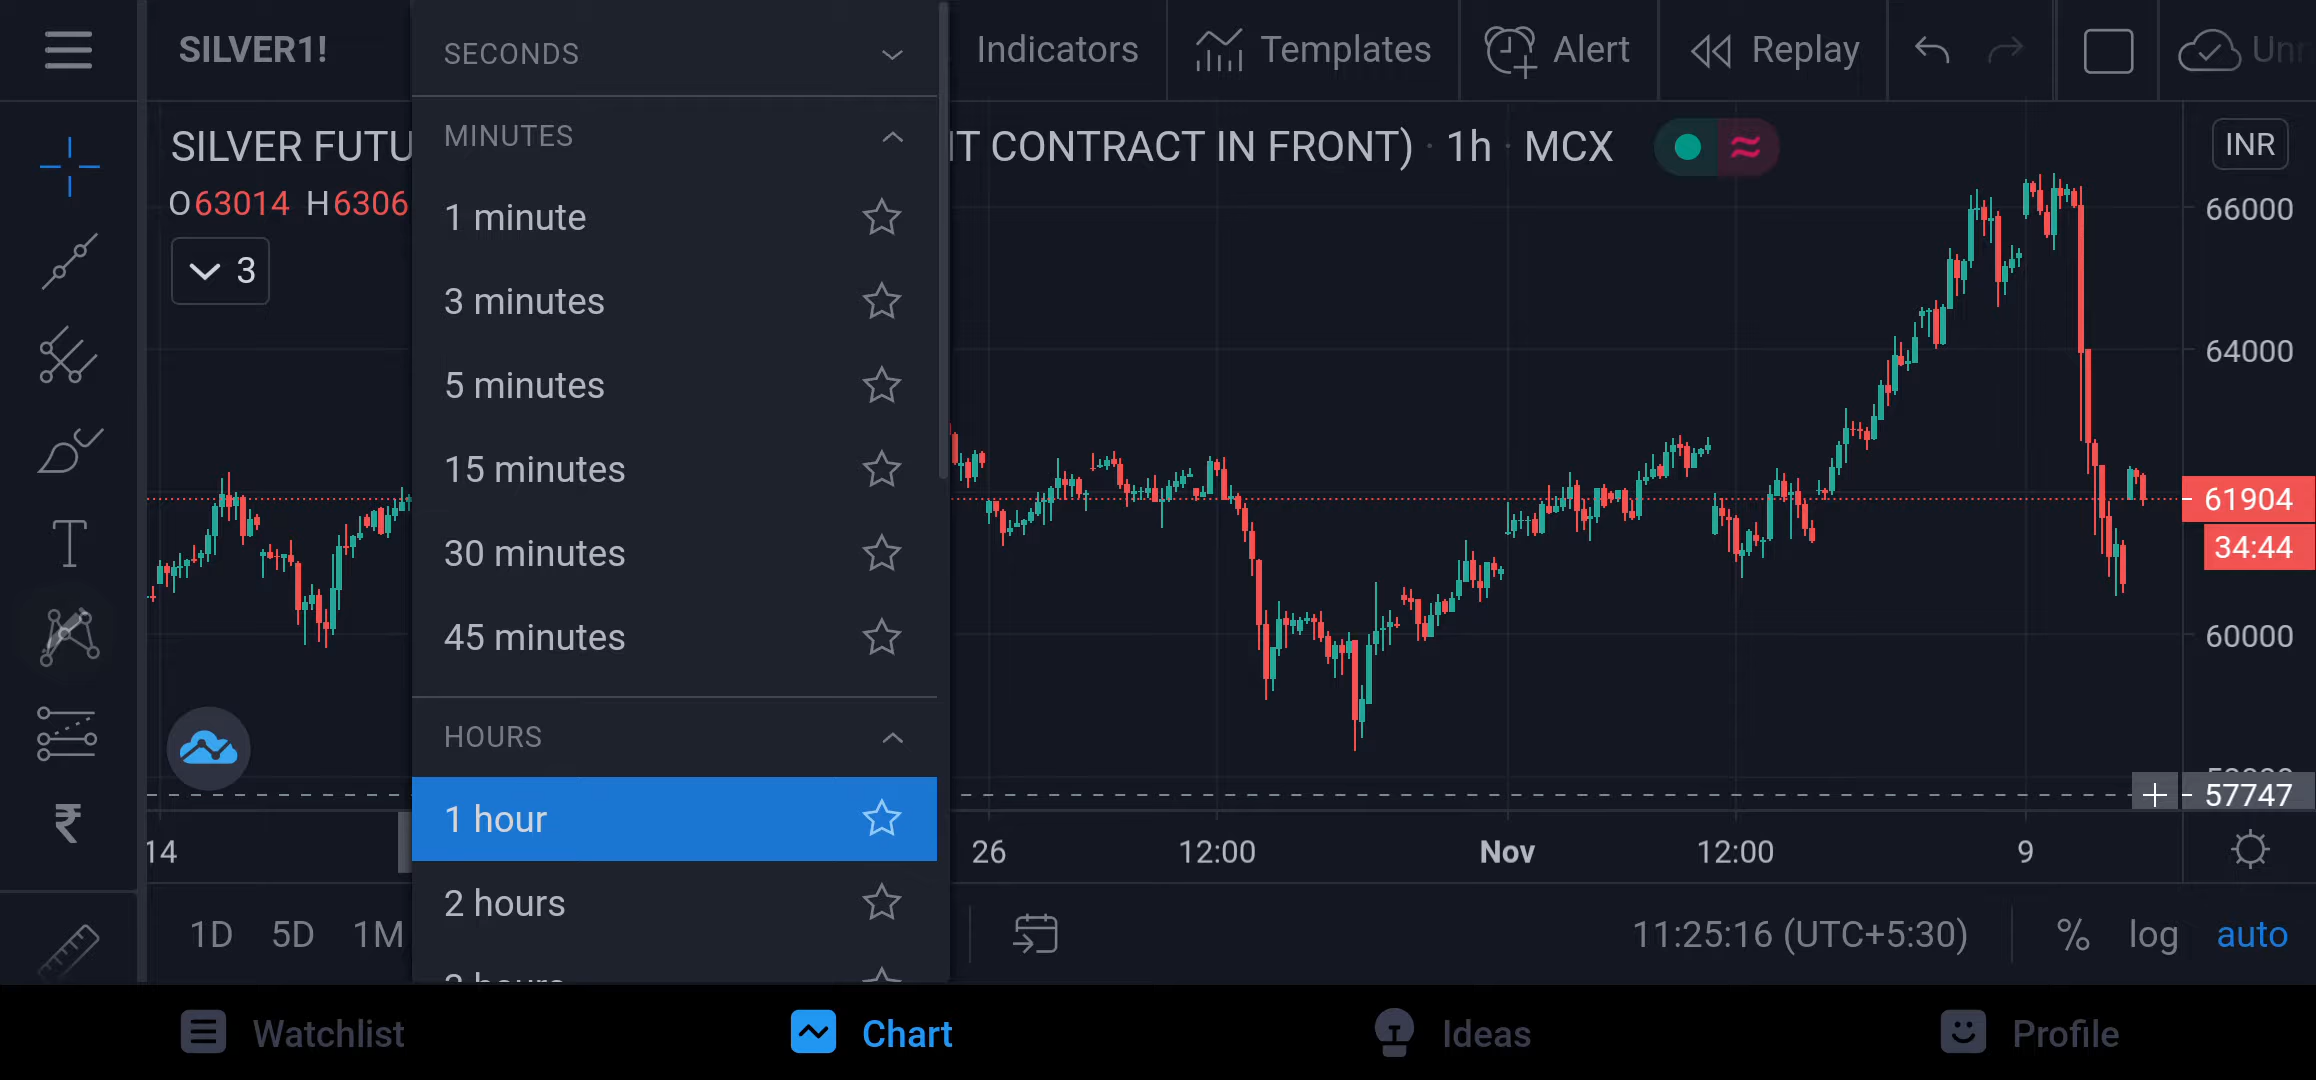 SILVER1!
SECONDS
Indicators
Templates
Alert
Replay
MINUTES
SILVER FUTU
T CONTRACT IN FRONT) · 1h · MCX
INR
O63014 H6306
3
1 minute
3 minutes
5 minutes
15 minutes
30 minutes
45 minutes
HOURS
1 hour
2 hours
66000
64000
61904
34:44
60000
57747
14
26
12:00
Nov
12:00
9
1D 5D 1M
11:25:16 (UTC+5:30)
%
log
auto
T
₹
Watchlist
Chart
Ideas
Profile